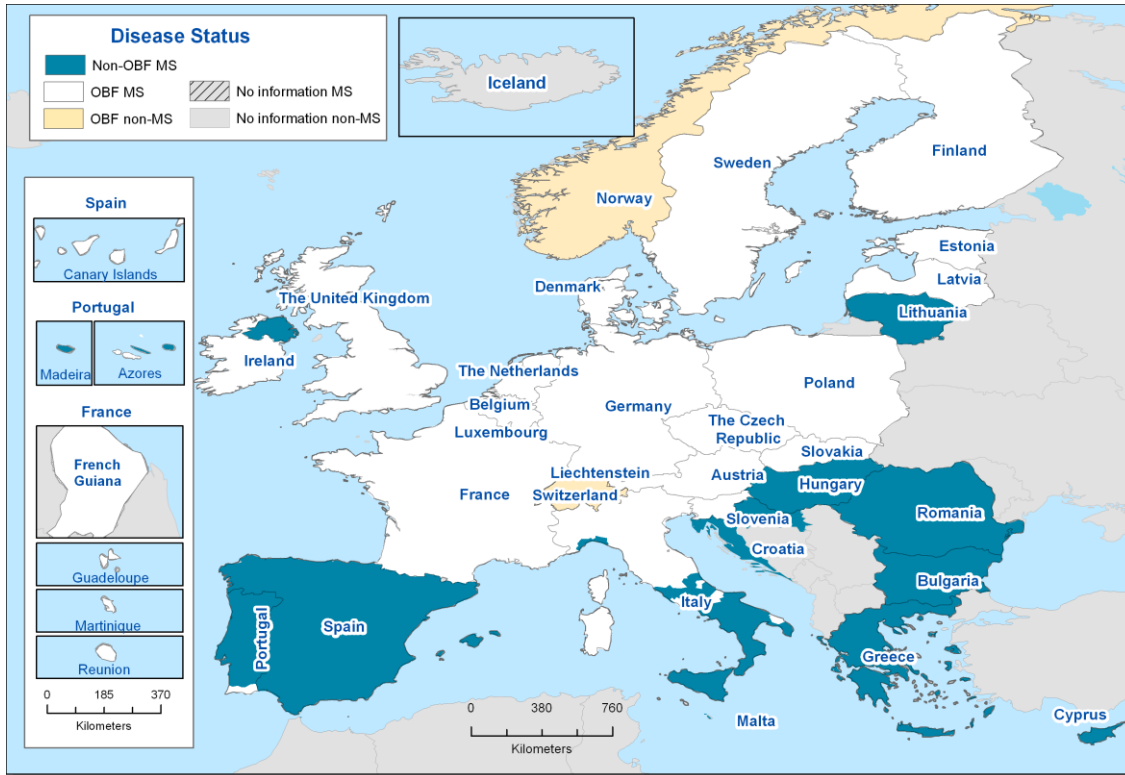 Disease Status
Non-OBF MS
OBF MS
No information MS
OBF non-MS
No information non-MS
Iceland
Spain
Canary Islands
Portugal
Madeira
Azores
France
French
Guiana
Guadeloupe
Martinique
Reunion
0 185 370
Kilometers
Finland
Sweden
Norway
Estonia
Latvia
Denmark
The United Kingdom
Lithuania
Ireland
The Netherlands
Poland
Belgium
Germany
The Czech
Republic
Luxembourg
Slovakia
Liechtenstein
Austria
Hungary
France
Switzerland
Romania
Slovenia
Croatia
Bulgaria
Italy
Spain
Portugal
Greece
Malta
Cyprus
0 380 760
Kilometers